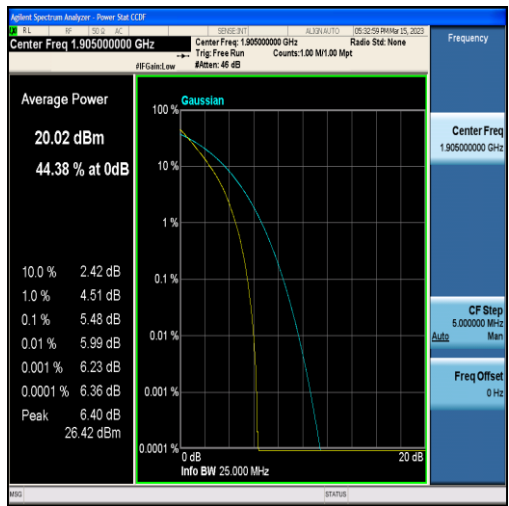 Agilent Spectrum Analyzer - Power Stat CCDF
RL RF 50 Ω AC SENSE:INT ALIGN AUTO 05:32:59 PM Mar 15, 2023
Center Freq 1.905000000 GHz
Center Freq: 1.905000000 GHz Radio Std: None
Trig: Free Run Counts:1.00 M/1.00 Mpt
#IFGain:Low #Atten: 46 dB
Frequency
Average Power
20.02 dBm
44.38 % at 0dB
10.0 % 2.42 dB
1.0 % 4.51 dB
0.1 % 5.48 dB
0.01 % 5.99 dB
0.001 % 6.23 dB
0.0001 % 6.36 dB
Peak 6.40 dB
26.42 dBm
Gaussian
100 %
10 %
1 %
0.1 %
0.01 %
0.001 %
0.0001 %
0 dB 20 dB
Info BW 25.000 MHz
Center Freq
1.905000000 GHz
CF Step
5.000000 MHz
Auto Man
Freq Offset
0 Hz
MSG STATUS